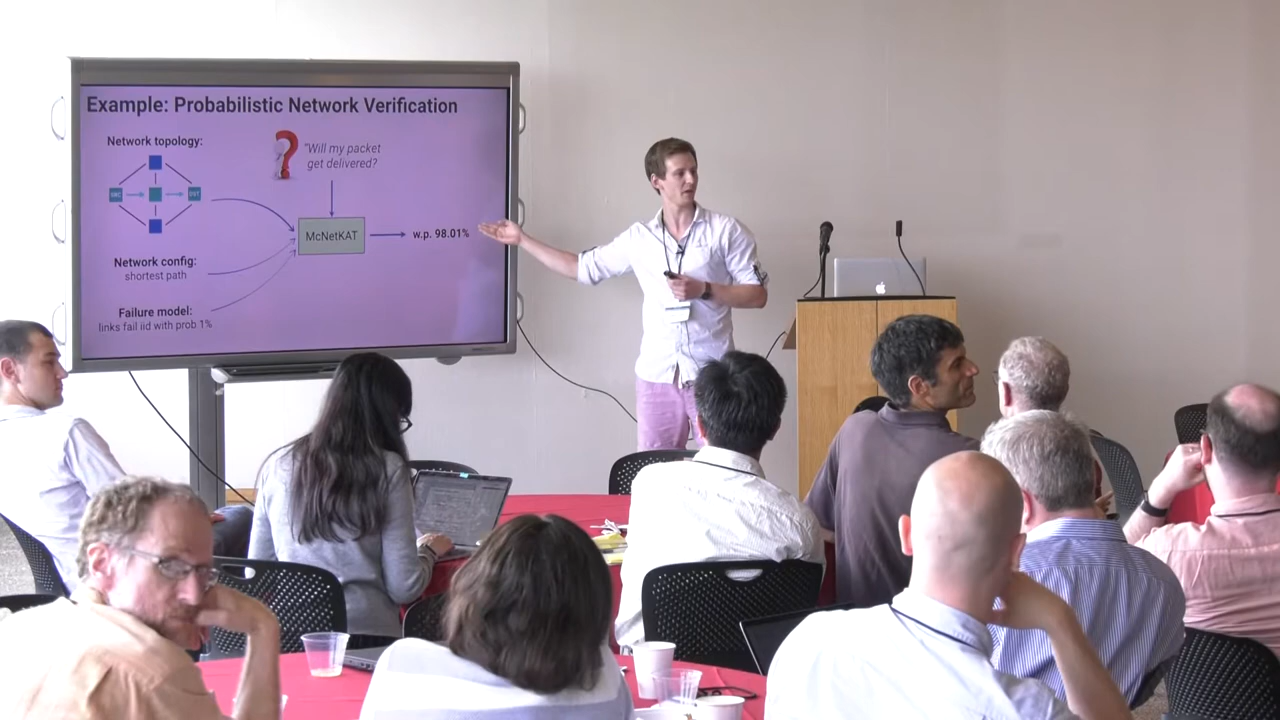 Example: Probabilistic Network Verification
Network topology:
"Will my packet
get delivered?
SRC
DST
McNetKAT
w.p. 98.01%
Network config:
shortest path
Failure model:
links fail iid with prob 1%